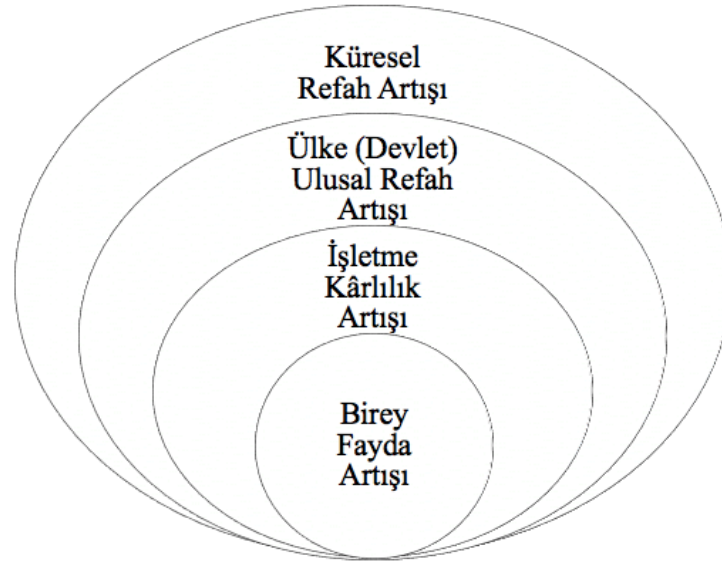 Küresel
Refah Artışı
Ülke (Devlet)
Ulusal Refah
Artışı
İşletme
Kârlılık
Artışı
Birey
Fayda
Artışı